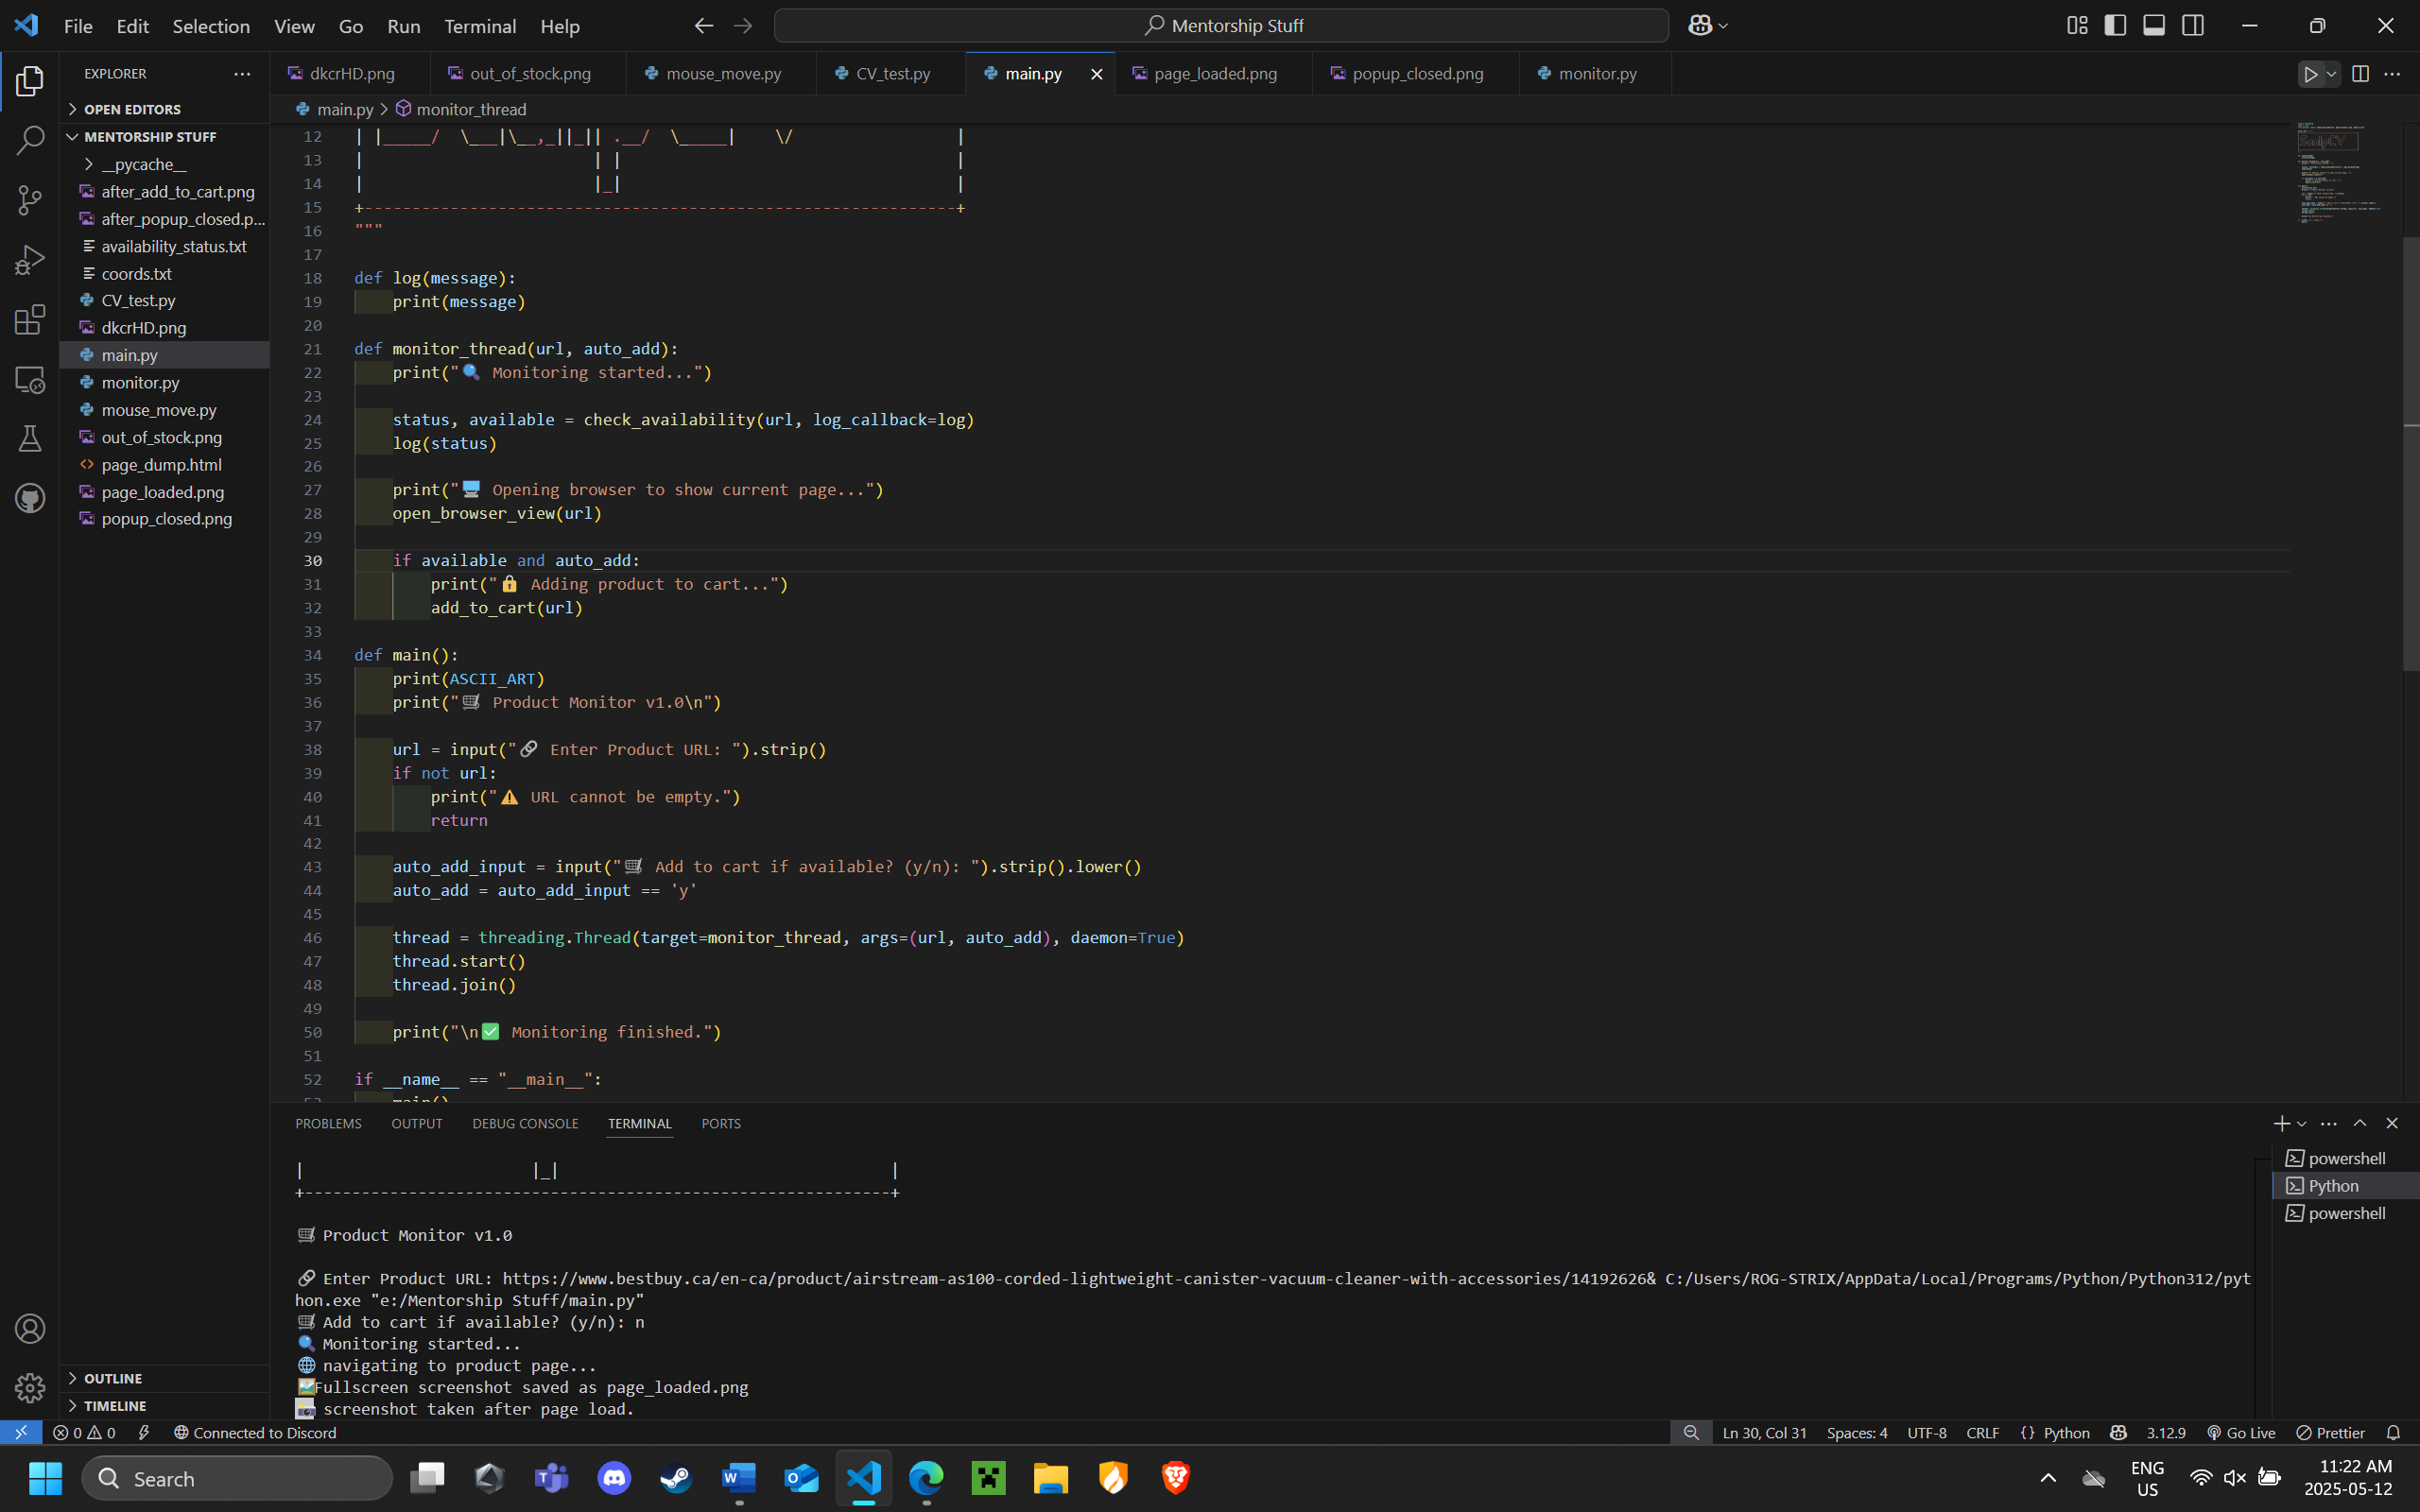 File Edit Selection View Go Run Terminal Help
Mentorship Stuff
EXPLORER
OPEN EDITORS
MENTORSHIP STUFF
__pycache__
after_add_to_cart.png
after_popup_closed.p...
availability_status.txt
coords.txt
CV_test.py
dkcrHD.png
main.py
monitor.py
mouse_move.py
out_of_stock.png
page_dump.html
page_loaded.png
popup_closed.png
OUTLINE
TIMELINE
dkcrHD.png out_of_stock.png mouse_move.py CV_test.py main.py page_loaded.png popup_closed.png monitor.py
main.py > monitor_thread
12 | |_____/  \___|\__,_||_|| .__/  \_____|    \/                  |
13 |                        | |                                   |
14 |                        |_|                                   |
15 +--------------------------------------------------------------+
16 """
17
18 def log(message):
19     print(message)
20
21 def monitor_thread(url, auto_add):
22     print("🔍 Monitoring started...")
23
24     status, available = check_availability(url, log_callback=log)
25     log(status)
26
27     print("🖥️ Opening browser to show current page...")
28     open_browser_view(url)
29
30     if available and auto_add:
31         print("🔒 Adding product to cart...")
32         add_to_cart(url)
33
34 def main():
35     print(ASCII_ART)
36     print("🛒 Product Monitor v1.0\n")
37
38     url = input("🔗 Enter Product URL: ").strip()
39     if not url:
40         print("⚠️ URL cannot be empty.")
41         return
42
43     auto_add_input = input("🛒 Add to cart if available? (y/n): ").strip().lower()
44     auto_add = auto_add_input == 'y'
45
46     thread = threading.Thread(target=monitor_thread, args=(url, auto_add), daemon=True)
47     thread.start()
48     thread.join()
49
50     print("\n✅ Monitoring finished.")
51
52 if __name__ == "__main__":
53     main()
PROBLEMS OUTPUT DEBUG CONSOLE TERMINAL PORTS
|                        |_|                                   |
+--------------------------------------------------------------+
🛒 Product Monitor v1.0
🔗 Enter Product URL: https://www.bestbuy.ca/en-ca/product/airstream-as100-corded-lightweight-canister-vacuum-cleaner-with-accessories/14192626& C:/Users/ROG-STRIX/AppData/Local/Programs/Python/Python312/pyt
hon.exe "e:/Mentorship Stuff/main.py"
🛒 Add to cart if available? (y/n): n
🔍 Monitoring started...
🌐 navigating to product page...
🖼️Fullscreen screenshot saved as page_loaded.png
📸 screenshot taken after page load.
powershell
Python
powershell
0 0 Connected to Discord Ln 30, Col 31 Spaces: 4 UTF-8 CRLF {} Python 3.12.9 Go Live Prettier
Search
ENG
US
11:22 AM
2025-05-12